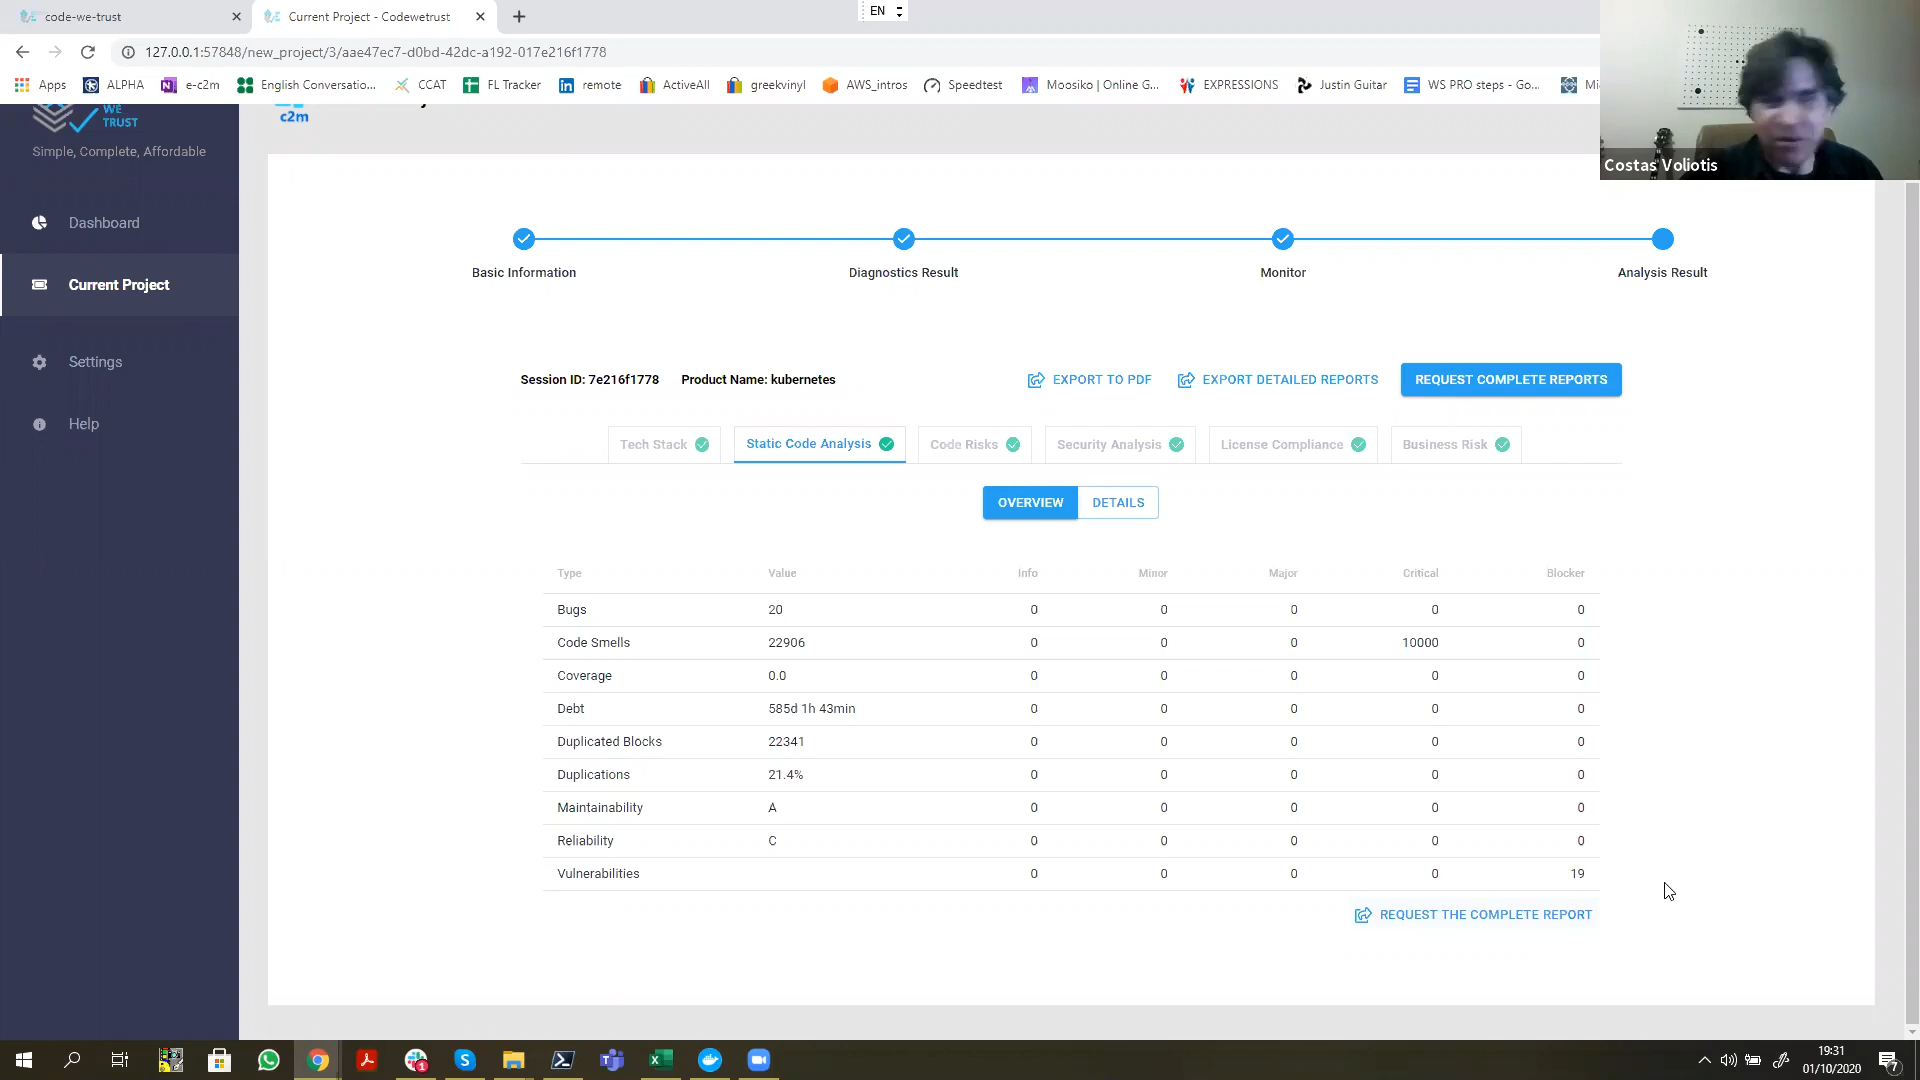 code-we-trust
Current Project - Codewetrust
EN
127.0.0.1:57848/new_project/3/aae47ec7-d0bd-42dc-a192-017e216f1778
Apps
ALPHA
e-c2m
English Conversatio...
CCAT
FL Tracker
remote
ActiveAll
greekvinyl
AWS_intros
Speedtest
Moosiko | Online G...
EXPRESSIONS
Justin Guitar
WS PRO steps - Go...
Mi
Costas Voliotis
WE
TRUST
Simple, Complete, Affordable
c2m
Dashboard
Current Project
Settings
Help
Basic Information
Diagnostics Result
Monitor
Analysis Result
Session ID: 7e216f1778 Product Name: kubernetes
EXPORT TO PDF
EXPORT DETAILED REPORTS
REQUEST COMPLETE REPORTS
Tech Stack
Static Code Analysis
Code Risks
Security Analysis
License Compliance
Business Risk
OVERVIEW
DETAILS
Type Value Info Minor Major Critical Blocker
Bugs 20 0 0 0 0 0
Code Smells 22906 0 0 0 10000 0
Coverage 0.0 0 0 0 0 0
Debt 585d 1h 43min 0 0 0 0 0
Duplicated Blocks 22341 0 0 0 0 0
Duplications 21.4% 0 0 0 0 0
Maintainability A 0 0 0 0 0
Reliability C 0 0 0 0 0
Vulnerabilities 0 0 0 0 19
REQUEST THE COMPLETE REPORT
19:31
01/10/2020